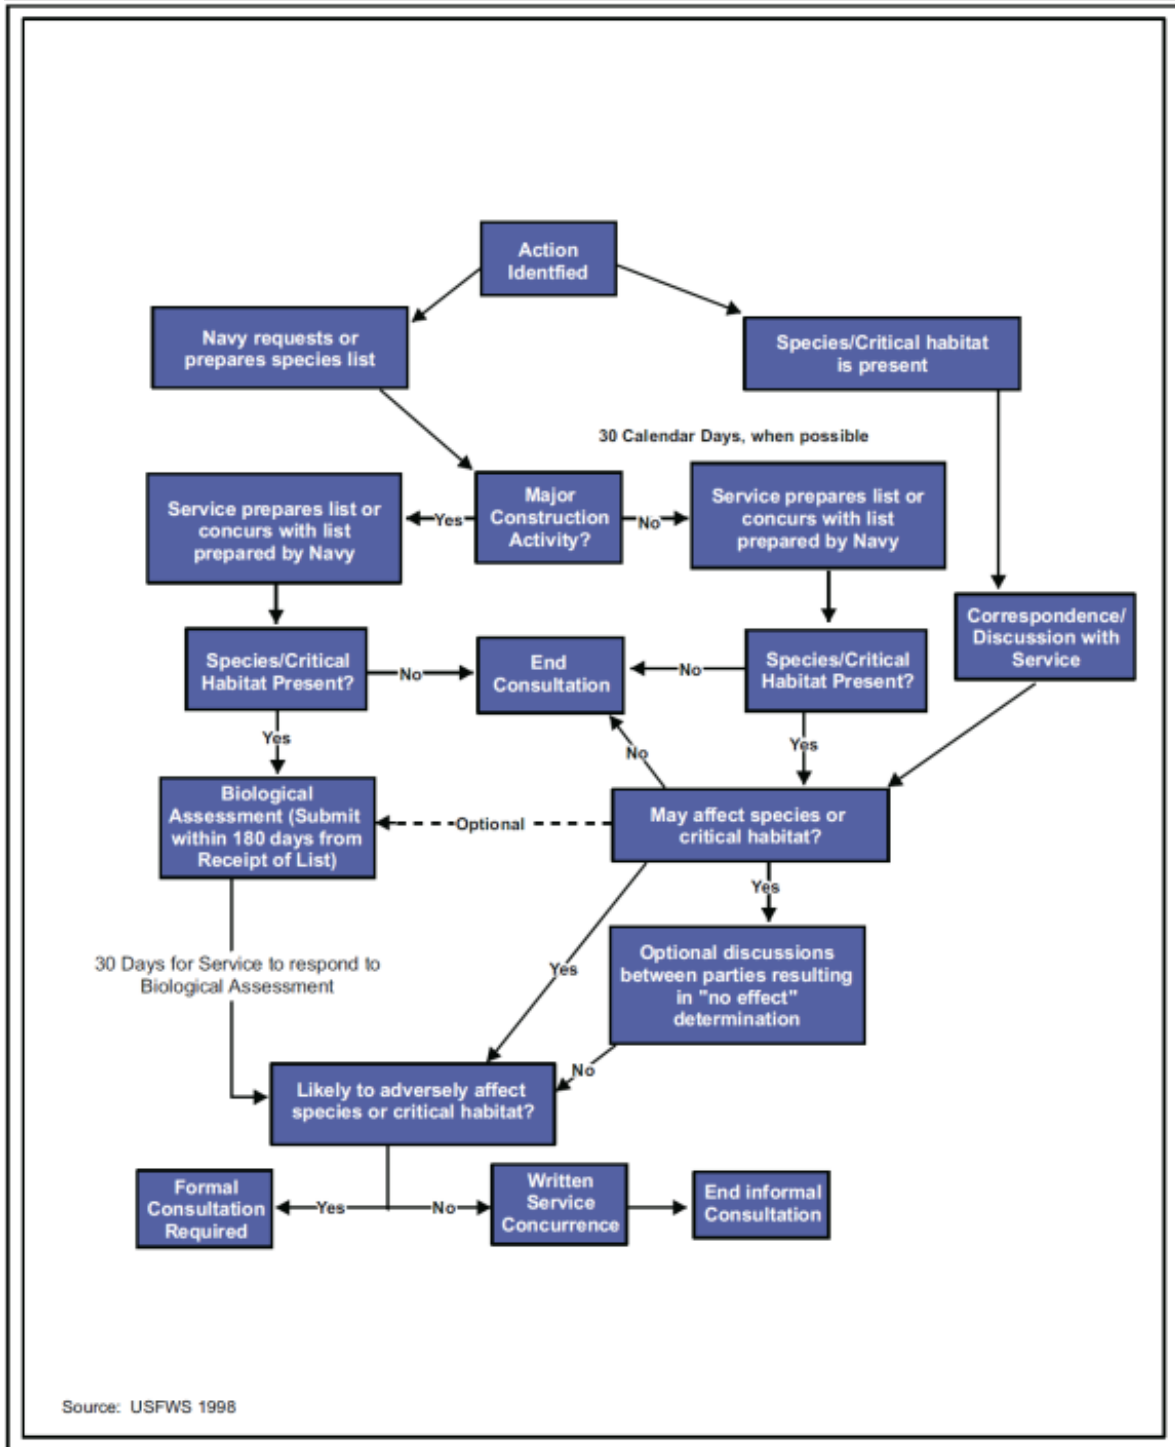 Action
Identfied
Navy requests or
prepares species list
Species/Critical habitat
is present
30 Calendar Days, when possible
Service prepares list or
concurs with list
prepared by Navy
Yes
Major
Construction
Activity?
No
Service prepares list or
concurs with list
prepared by Navy
Correspondence/
Discussion with
Service
Species/Critical
Habitat Present?
No
End
Consultation
No
Species/Critical
Habitat Present?
Yes
No
Yes
Biological
Assessment (Submit
within 180 days from
Receipt of List)
Optional
May affect species or
critical habitat?
Yes
30 Days for Service to respond to
Biological Assessment
Yes
Optional discussions
between parties resulting
in "no effect"
determination
No
Likely to adversely affect
species or critical habitat?
Formal
Consultation
Required
Yes
No
Written
Service
Concurrence
End informal
Consultation
Source: USFWS 1998